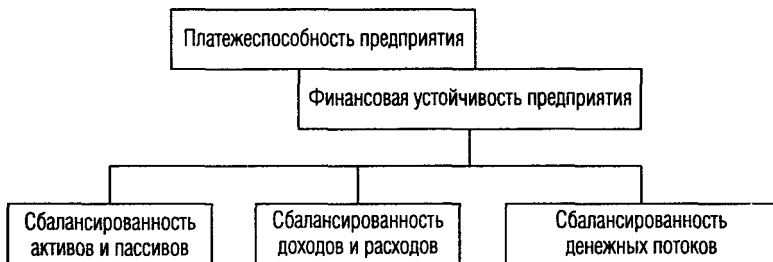 Платежеспособность предприятия
Финансовая устойчивость предприятия
Сбалансированность
активов и пассивов
Сбалансированность
доходов и расходов
Сбалансированность
денежных потоков